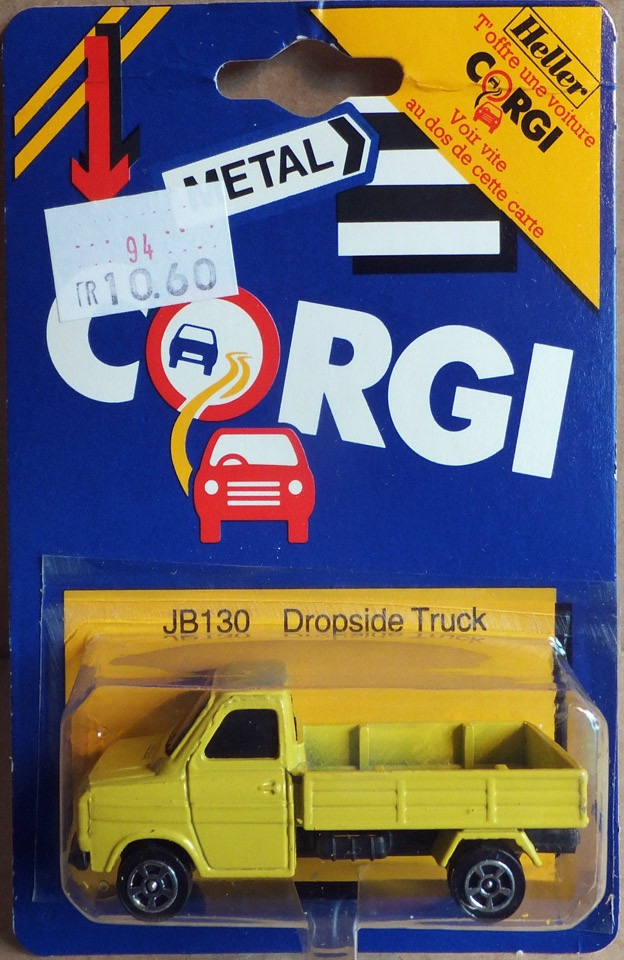 Heller
T'offre une voiture
CORGI
Voir vite
au dos de cette carte
METAL
94
FR10.60
CORGI
JB130 Dropside Truck